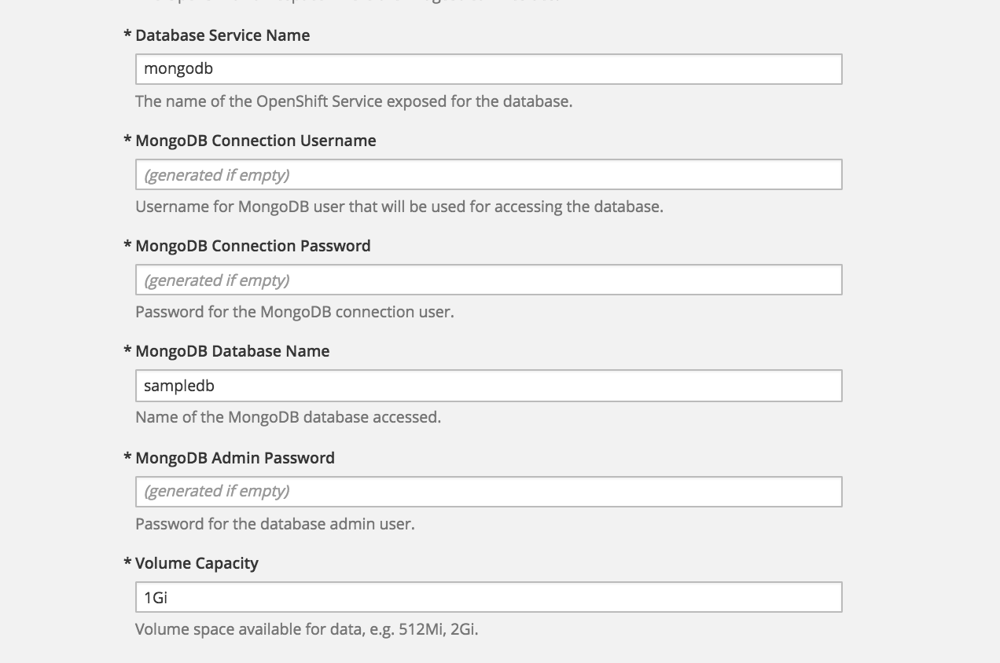 * Database Service Name
mongodb
The name of the OpenShift Service exposed for the database.
* MongoDB Connection Username
(generated if empty)
Username for MongoDB user that will be used for accessing the database.
* MongoDB Connection Password
(generated if empty)
Password for the MongoDB connection user.
* MongoDB Database Name
sampledb
Name of the MongoDB database accessed.
* MongoDB Admin Password
(generated if empty)
Password for the database admin user.
* Volume Capacity
1Gi
Volume space available for data, e.g. 512Mi, 2Gi.